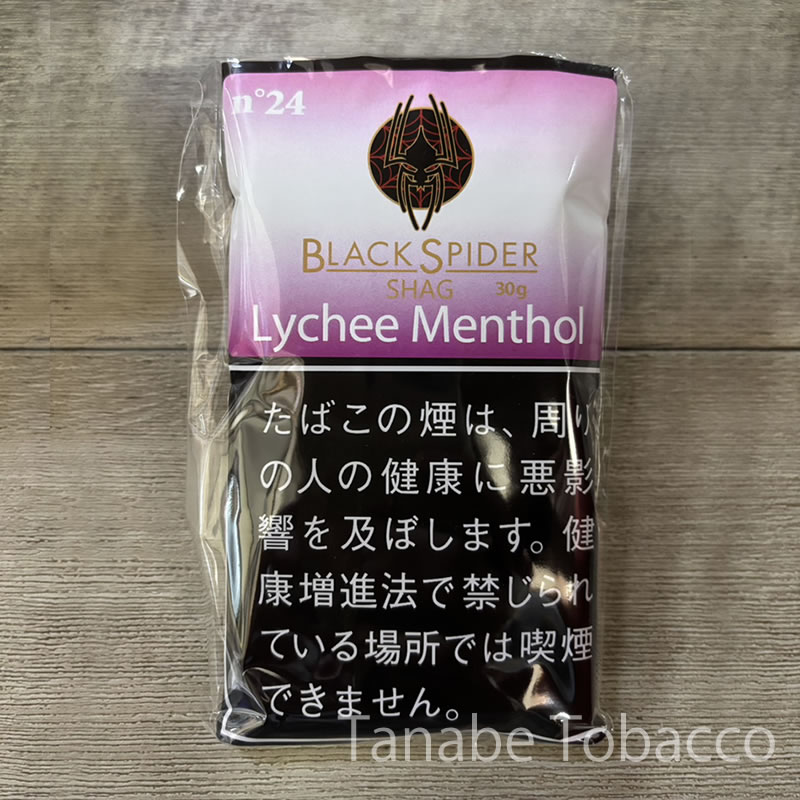 n°24
BLACK SPIDER
SHAG 30g
Lychee Menthol
たばこの煙は、周り
の人の健康に悪影
響を及ぼします。健
康増進法で禁じられ
ている場所では喫煙
できません。
Tanabe Tobacco